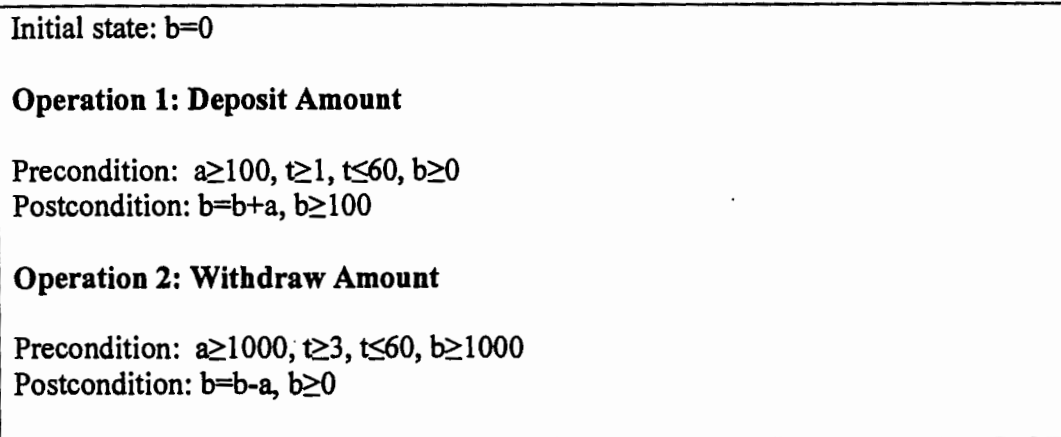 Initial state: b=0
Operation 1: Deposit Amount
Precondition: a≥100, t≥1, t≤60, b≥0
Postcondition: b=b+a, b≥100
Operation 2: Withdraw Amount
Precondition: a≥1000, t≥3, t≤60, b≥1000
Postcondition: b=b-a, b≥0